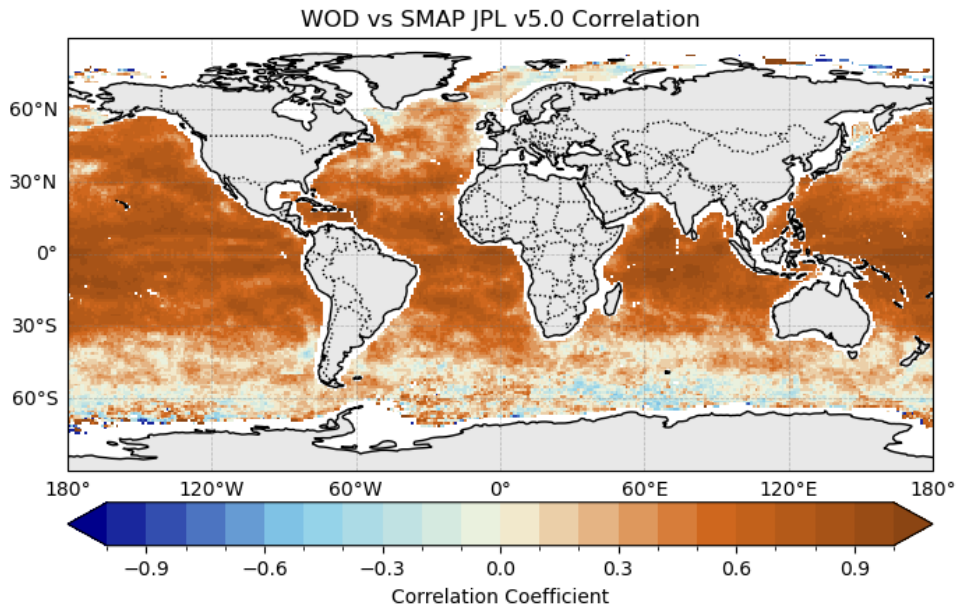 WOD vs SMAP JPL v5.0 Correlation
60°N
30°N
0°
30°S
60°S
180° 120°W 60°W 0° 60°E 120°E 180°
−0.9 −0.6 −0.3 0.0 0.3 0.6 0.9
Correlation Coefficient